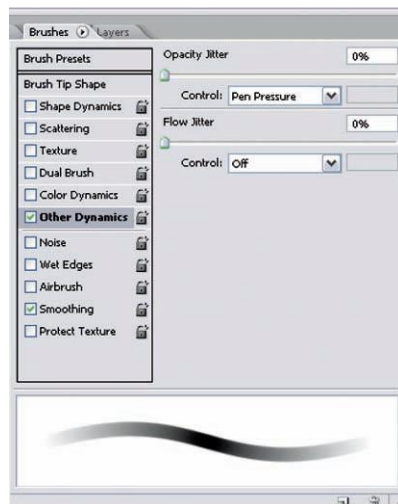 Brushes Layers
Brush Presets
Brush Tip Shape
Shape Dynamics
Scattering
Texture
Dual Brush
Color Dynamics
Other Dynamics
Noise
Wet Edges
Airbrush
Smoothing
Protect Texture
Opacity Jitter 0%
Control: Pen Pressure
Flow Jitter 0%
Control: Off